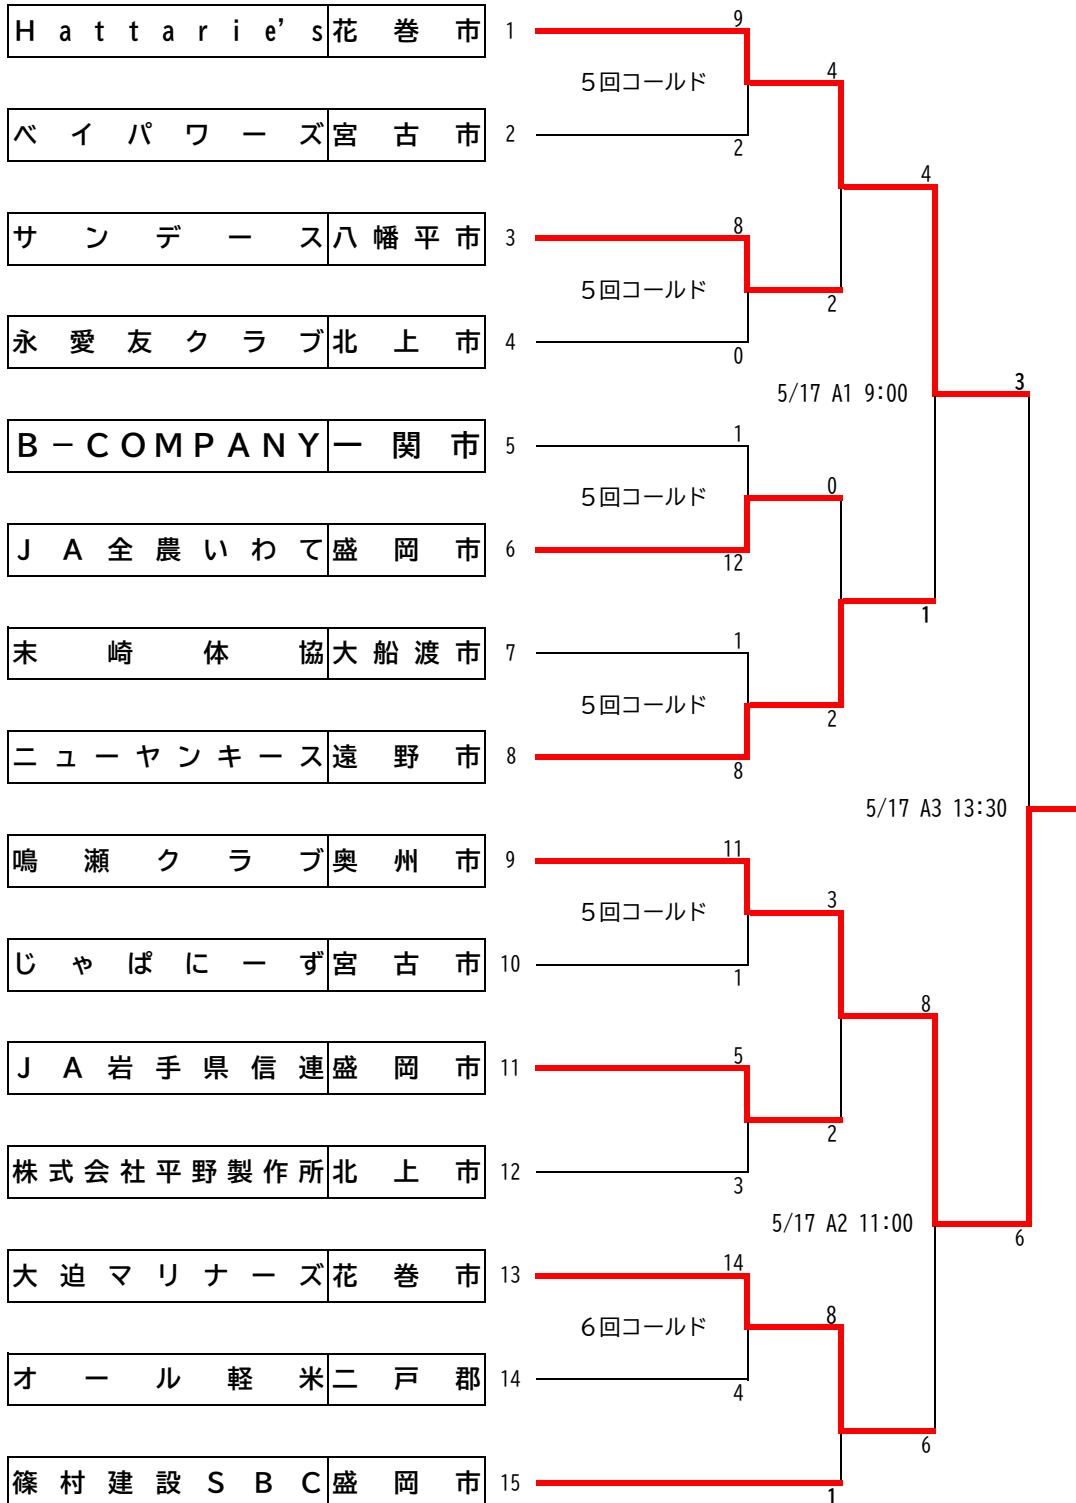 9
Hattarie's 花巻市 1
4
5回コールド
ベイパワーズ 宮古市 2
2
4
8
サンデース 八幡平市 3
5回コールド
2
永愛友クラブ 北上市 4
0
3
5/17 A1 9:00
1
B－COMPANY 一関市 5
0
5回コールド
JA全農いわて 盛岡市 6
12
1
1
末崎体協 大船渡市 7
5回コールド
2
ニューヤンキース 遠野市 8
8
5/17 A3 13:30
11
鳴瀬クラブ 奥州市 9
3
5回コールド
じゃぱにーず 宮古市 10
1
8
5
JA岩手県信連 盛岡市 11
2
株式会社平野製作所 北上市 12
3
5/17 A2 11:00
6
14
大迫マリナーズ 花巻市 13
8
6回コールド
オール軽米 二戸郡 14
4
6
篠村建設SBC 盛岡市 15
1